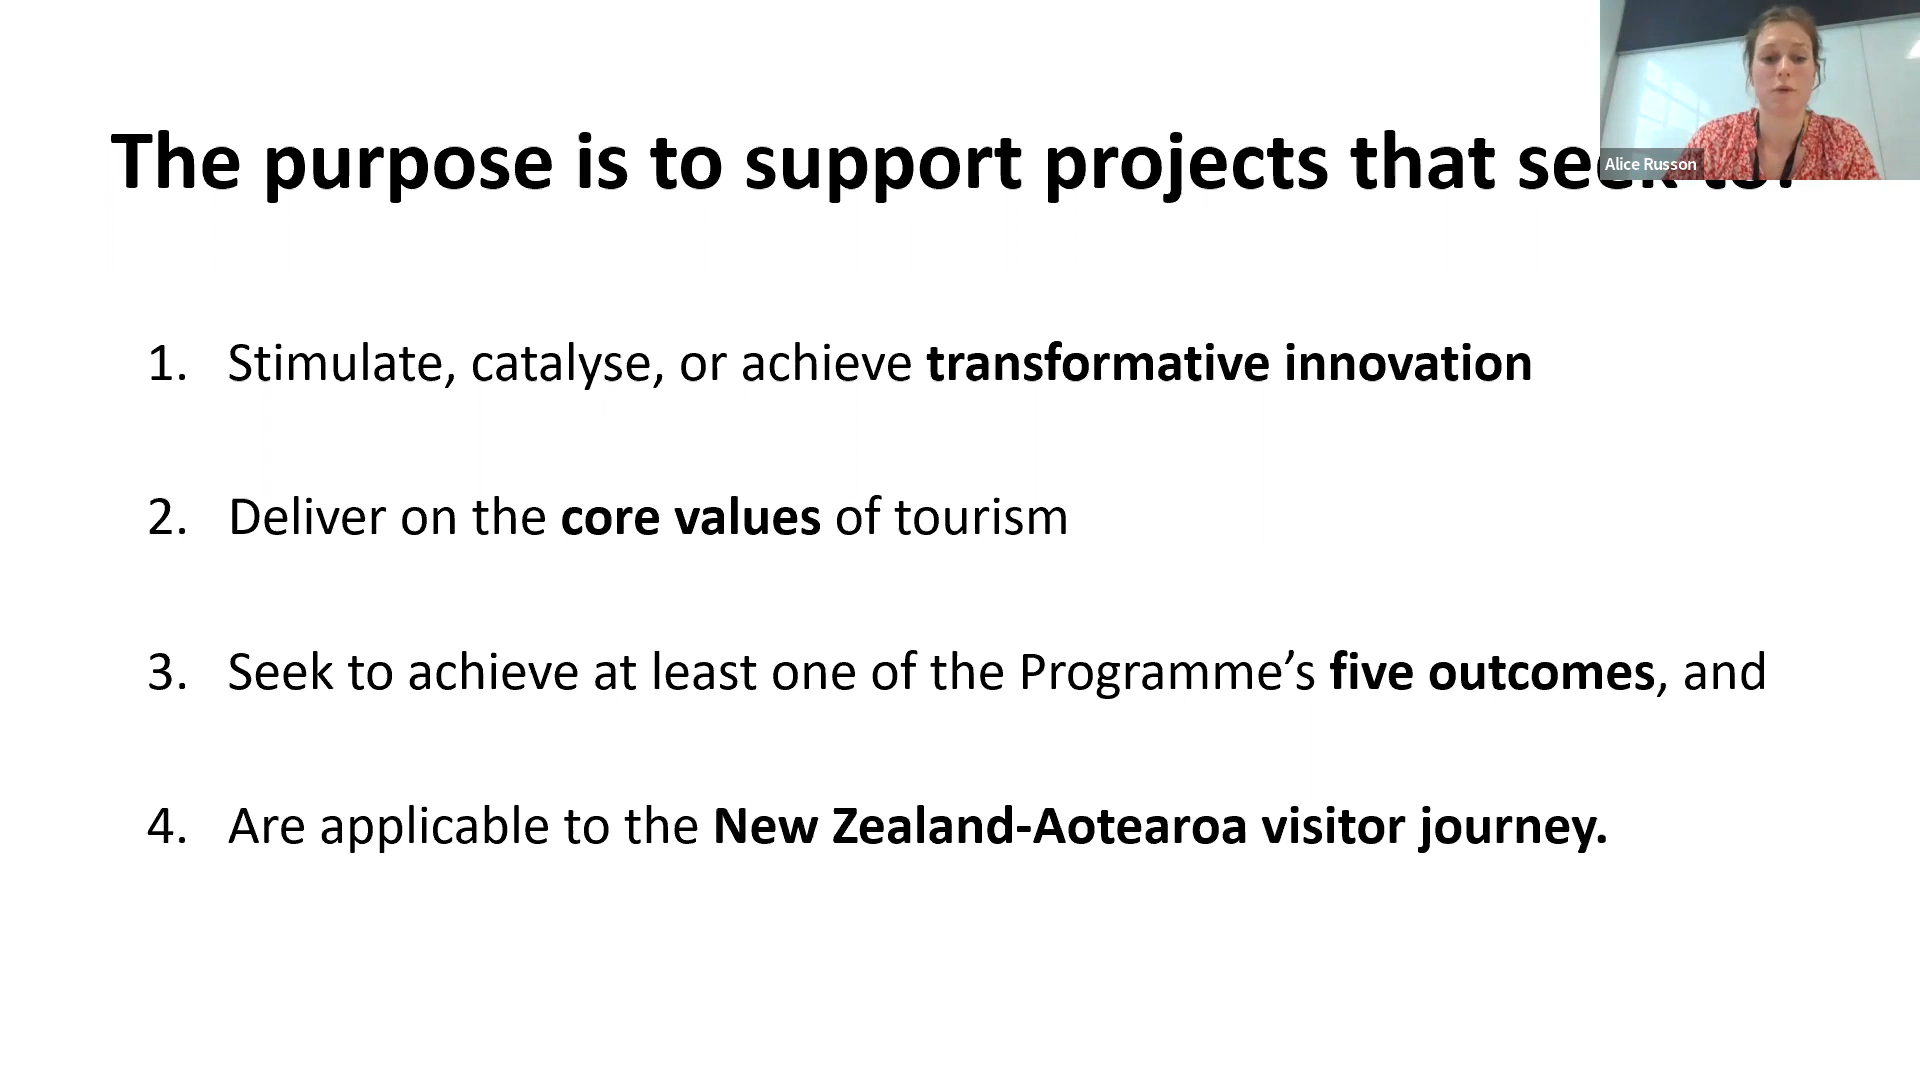 The purpose is to support projects that seek to:
Alice Russon
1. Stimulate, catalyse, or achieve transformative innovation
2. Deliver on the core values of tourism
3. Seek to achieve at least one of the Programme’s five outcomes, and
4. Are applicable to the New Zealand-Aotearoa visitor journey.